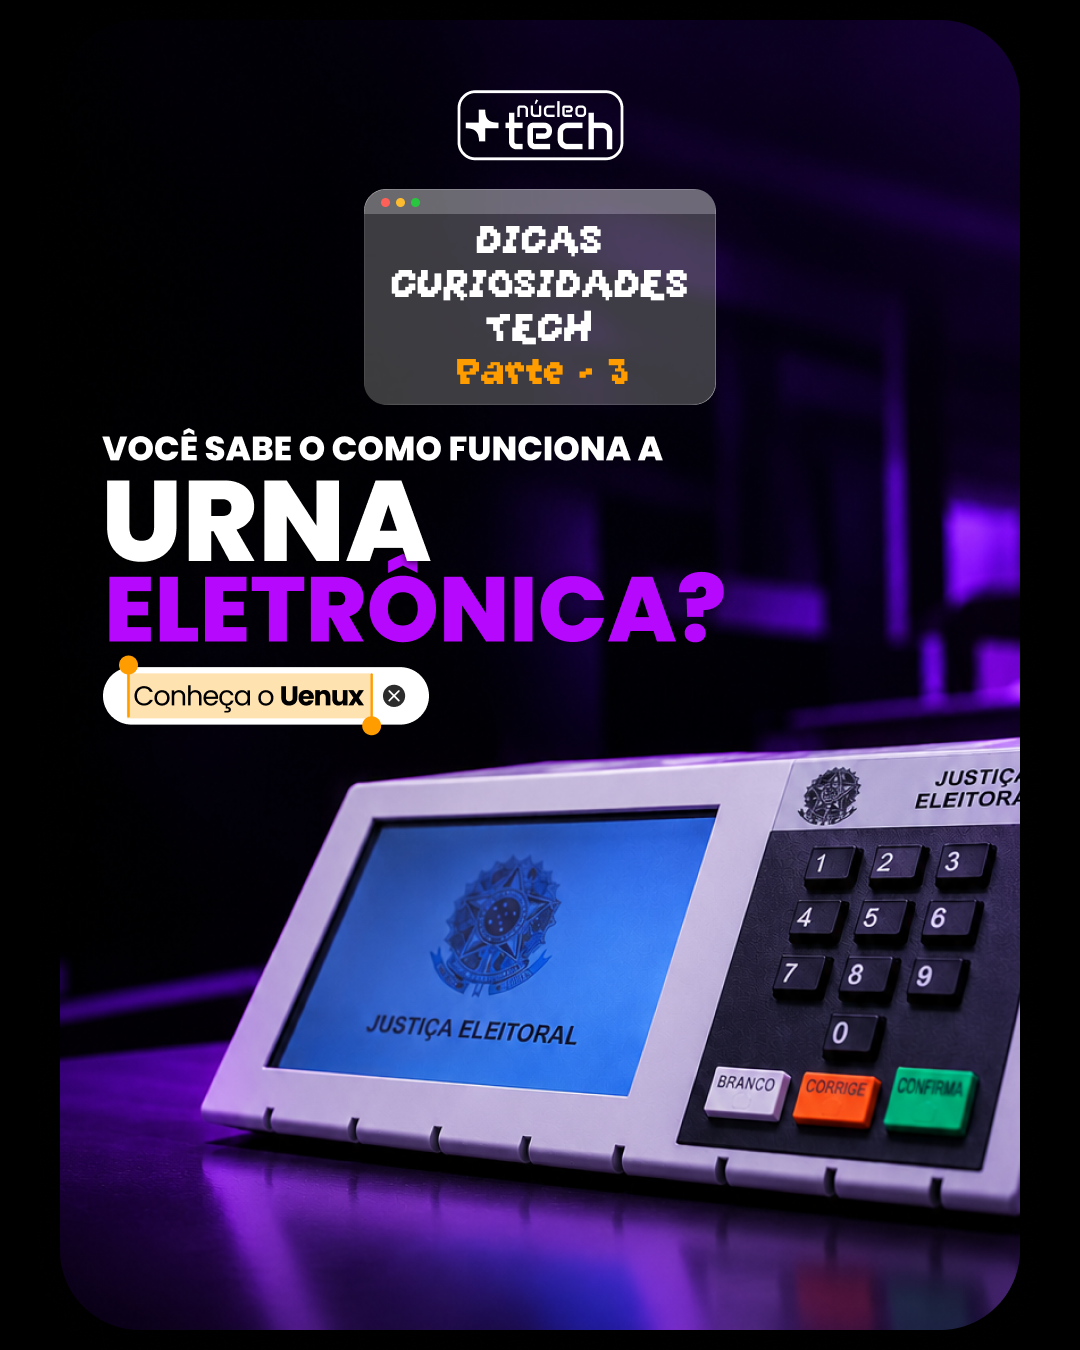 núcleo
tech
DICAS
CURIOSIDADES
TECH
Parte - 3
VOCÊ SABE O COMO FUNCIONA A
URNA
ELETRÔNICA?
Conheça o Uenux
JUSTIÇA
ELEITORA
1 2 3
4 5 6
7 8 9
0
BRANCO CORRIGE CONFIRMA
JUSTIÇA ELEITORAL